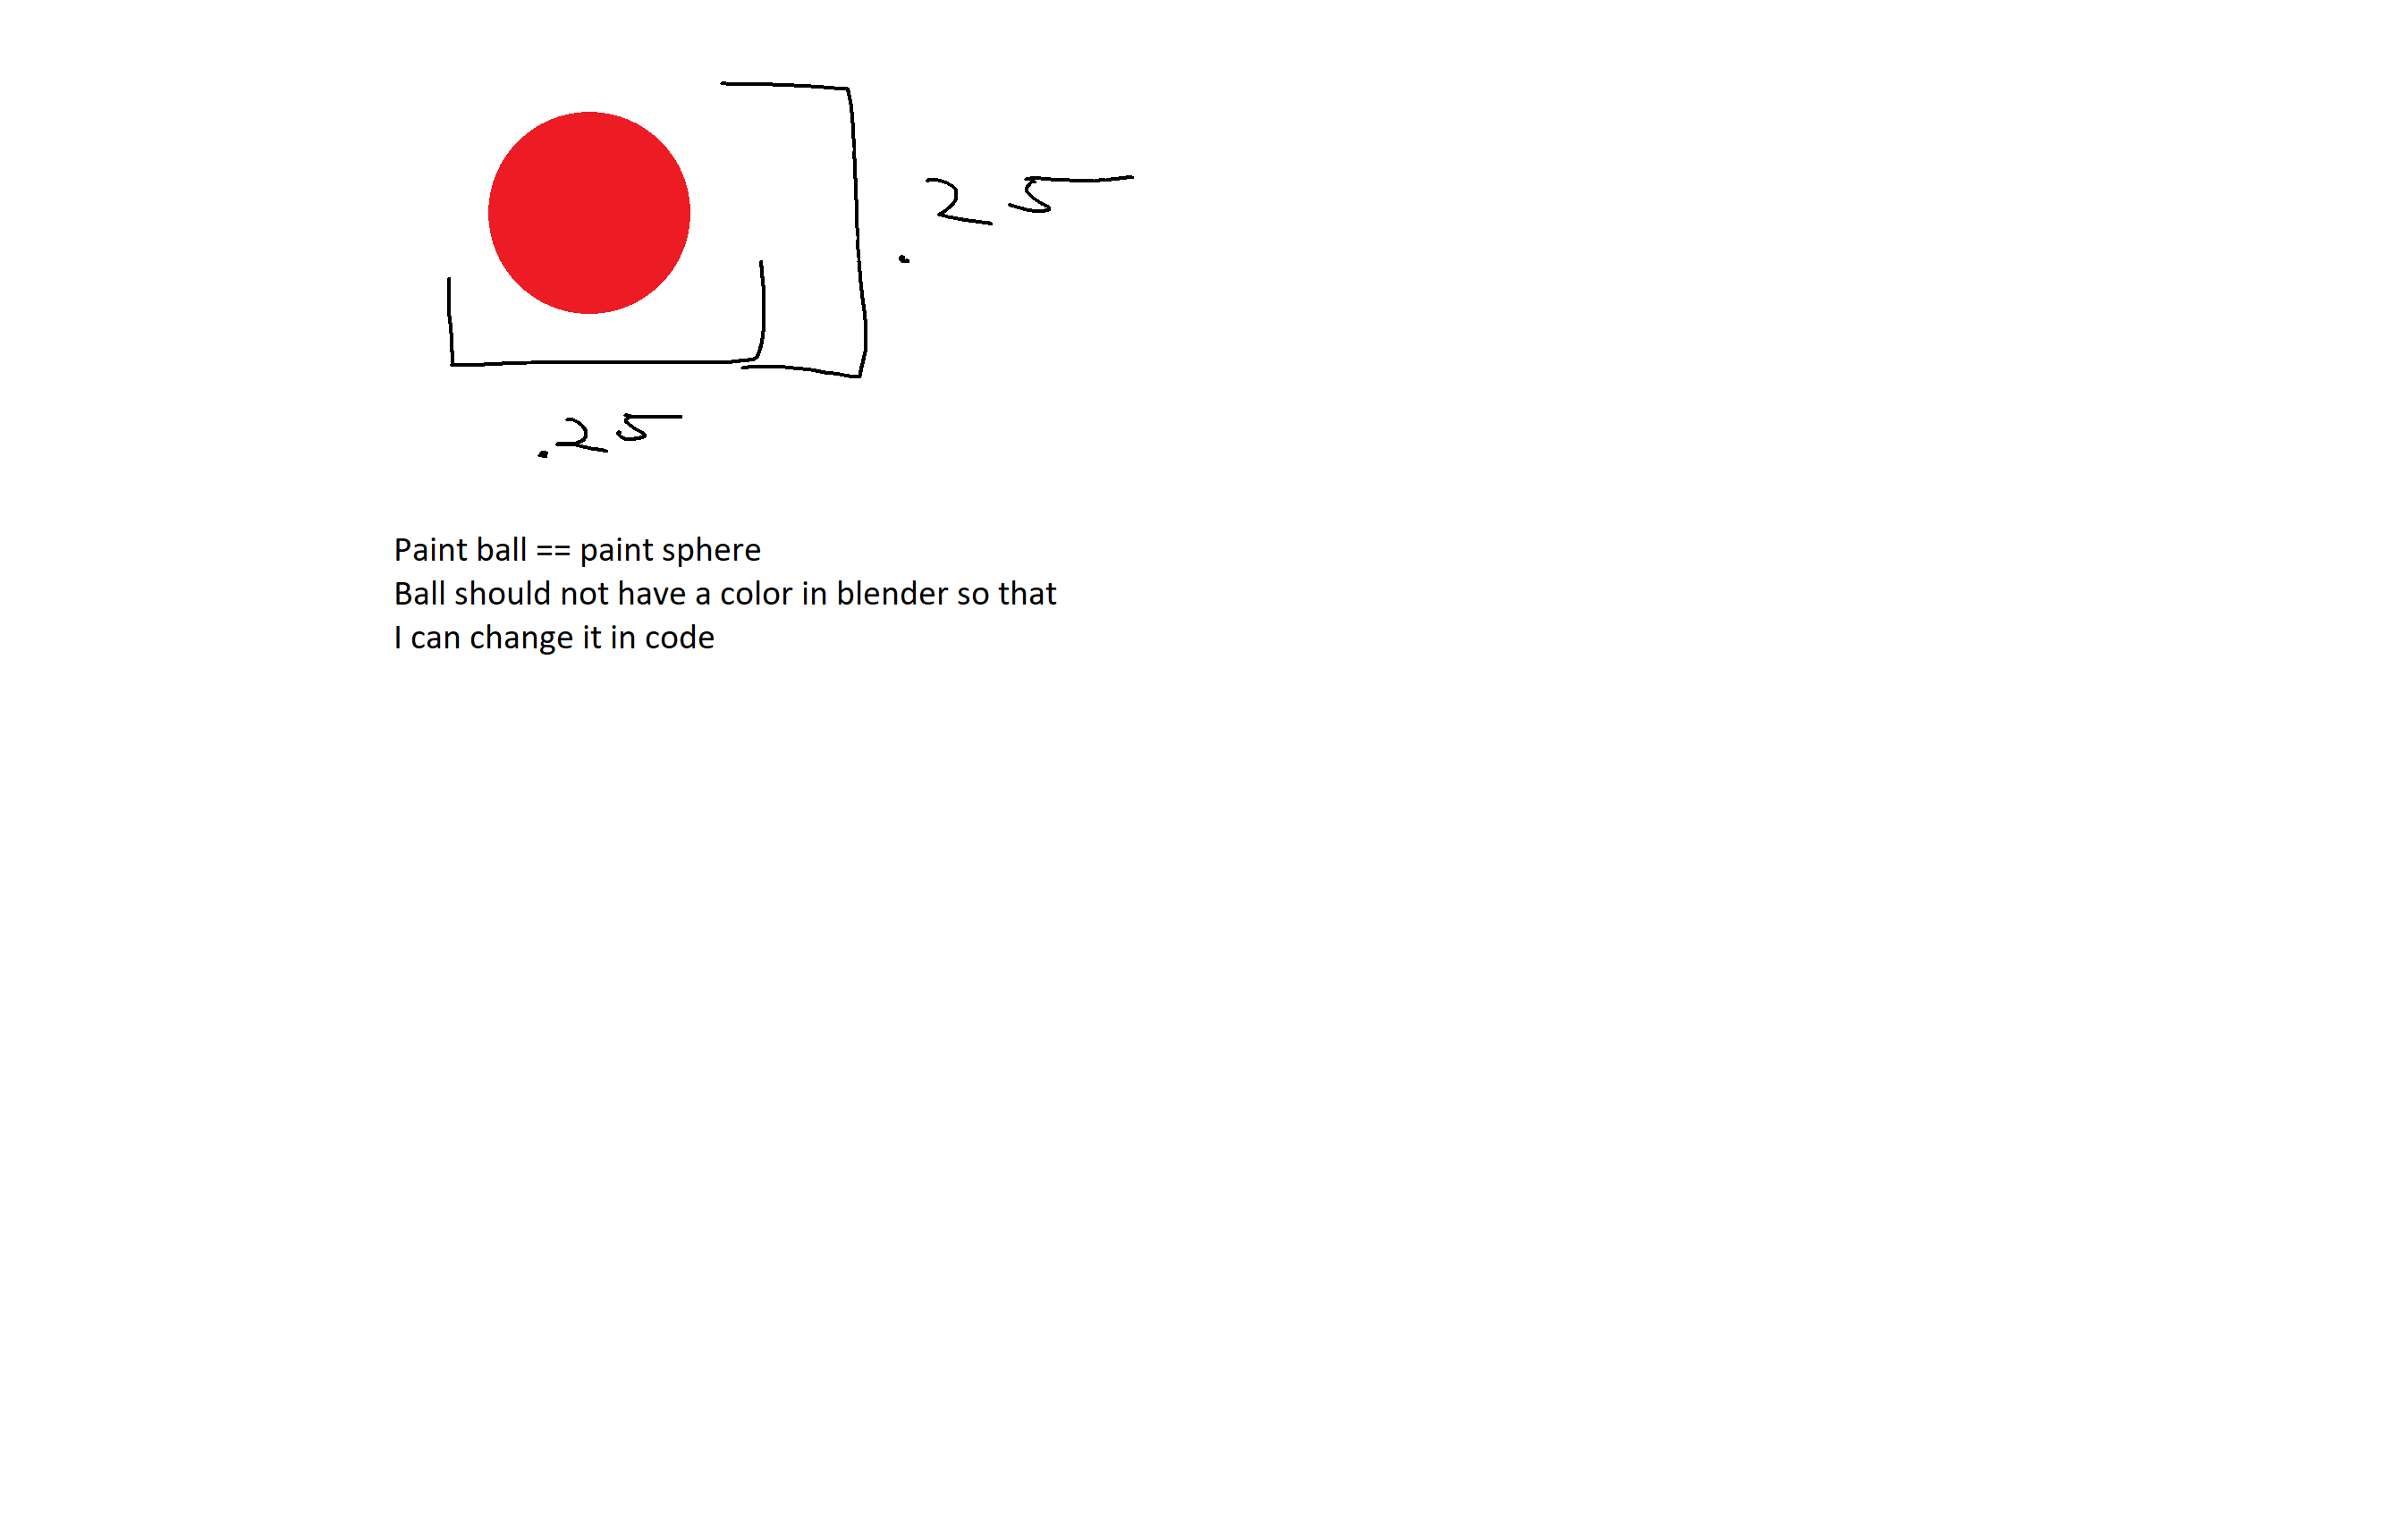 .25
.25
Paint ball == paint sphere
Ball should not have a color in blender so that
I can change it in code